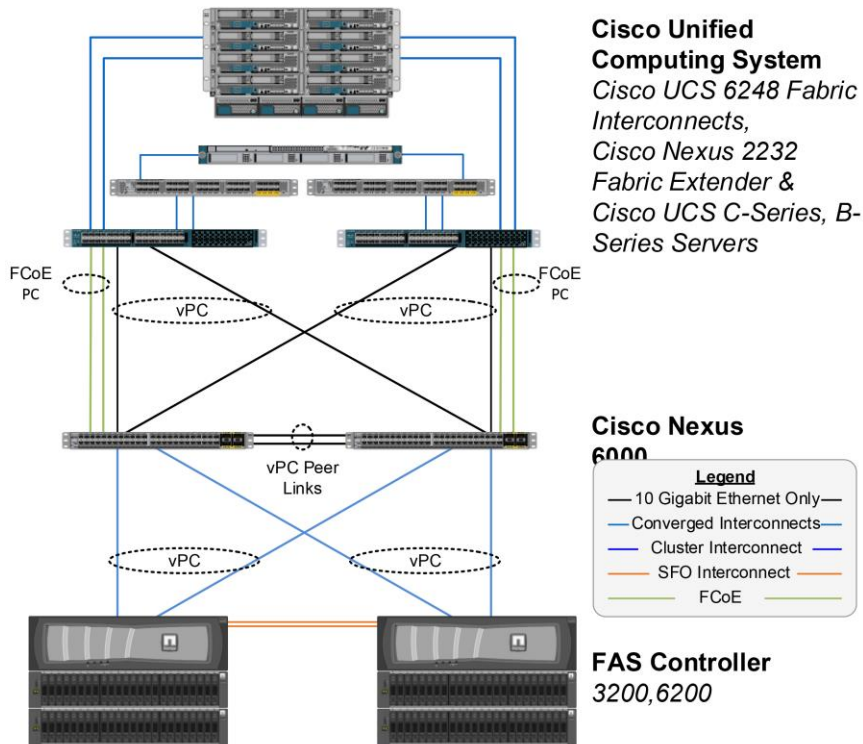 Cisco Unified
Computing System
Cisco UCS 6248 Fabric
Interconnects,
Cisco Nexus 2232
Fabric Extender &
Cisco UCS C-Series, B-
Series Servers
FCoE
PC
vPC
vPC
FCoE
PC
Cisco Nexus
6000
vPC Peer
Links
Legend
10 Gigabit Ethernet Only
Converged Interconnects
Cluster Interconnect
SFO Interconnect
FCoE
vPC
vPC
FAS Controller
3200,6200